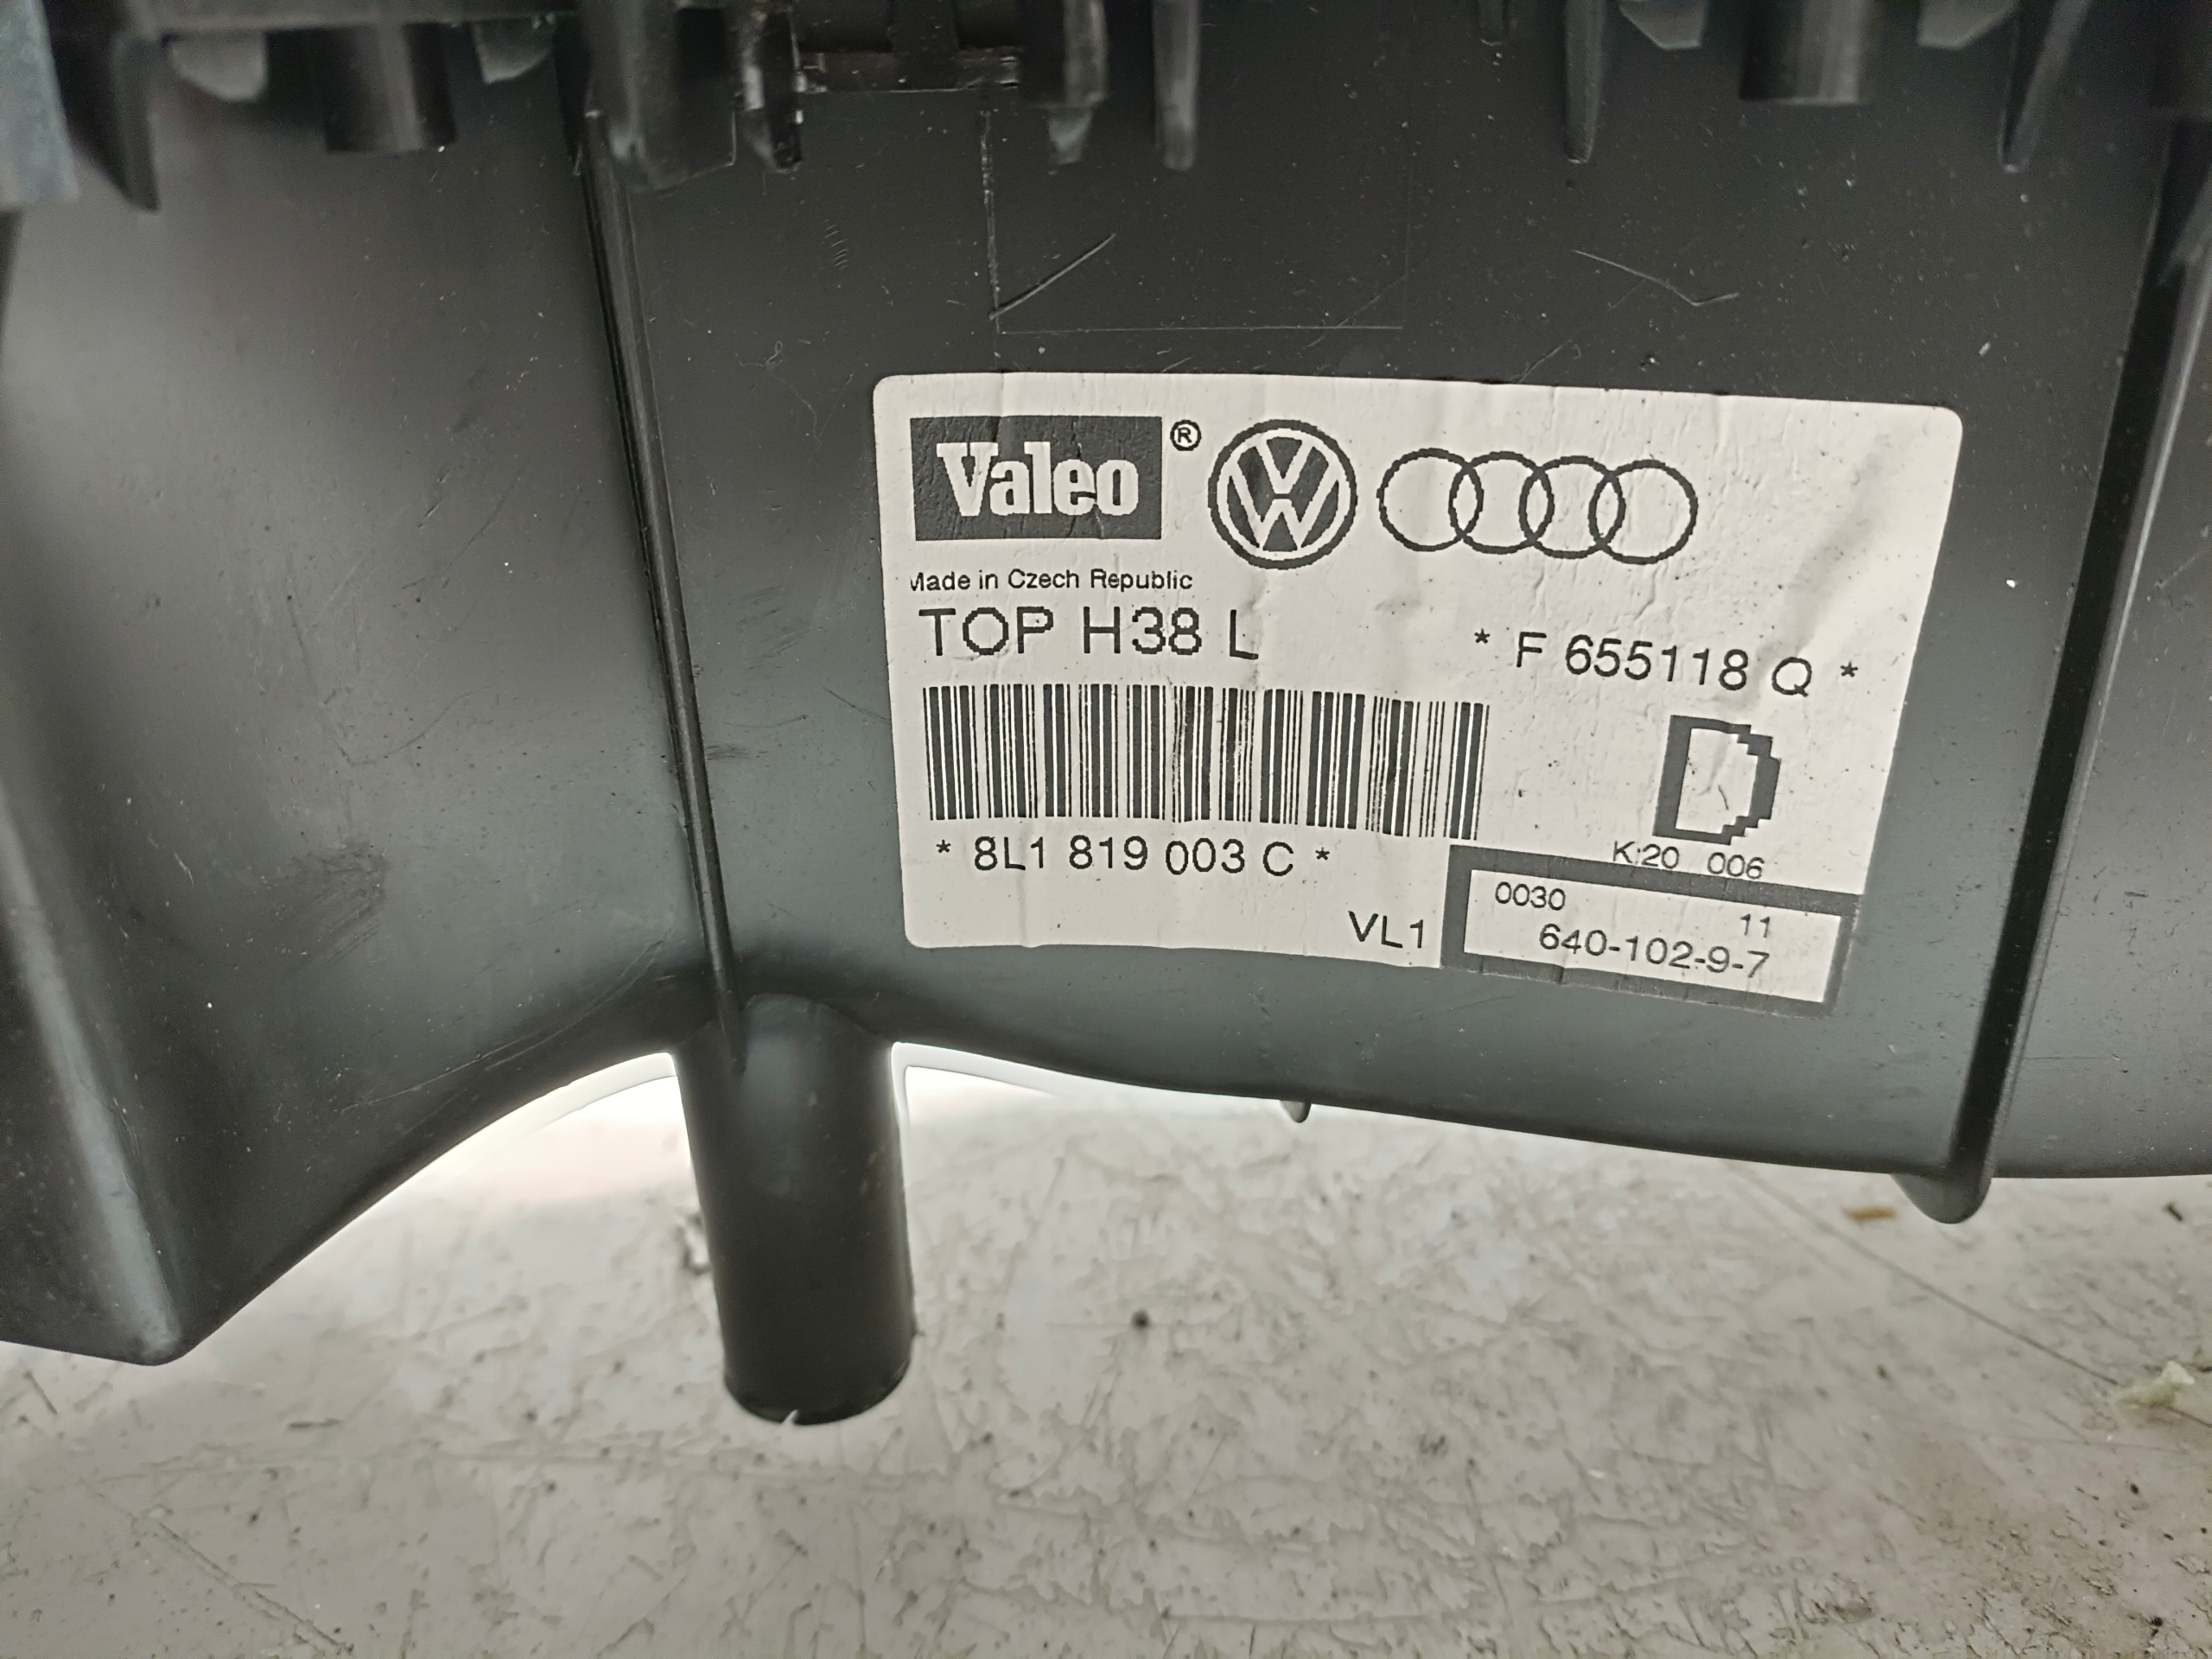 Valeo ®
Made in Czech Republic
TOP H38 L
* F 655118 Q *
D
* 8L1 819 003 C *
K:20 006
VL1
0030
11
640-102-9-7